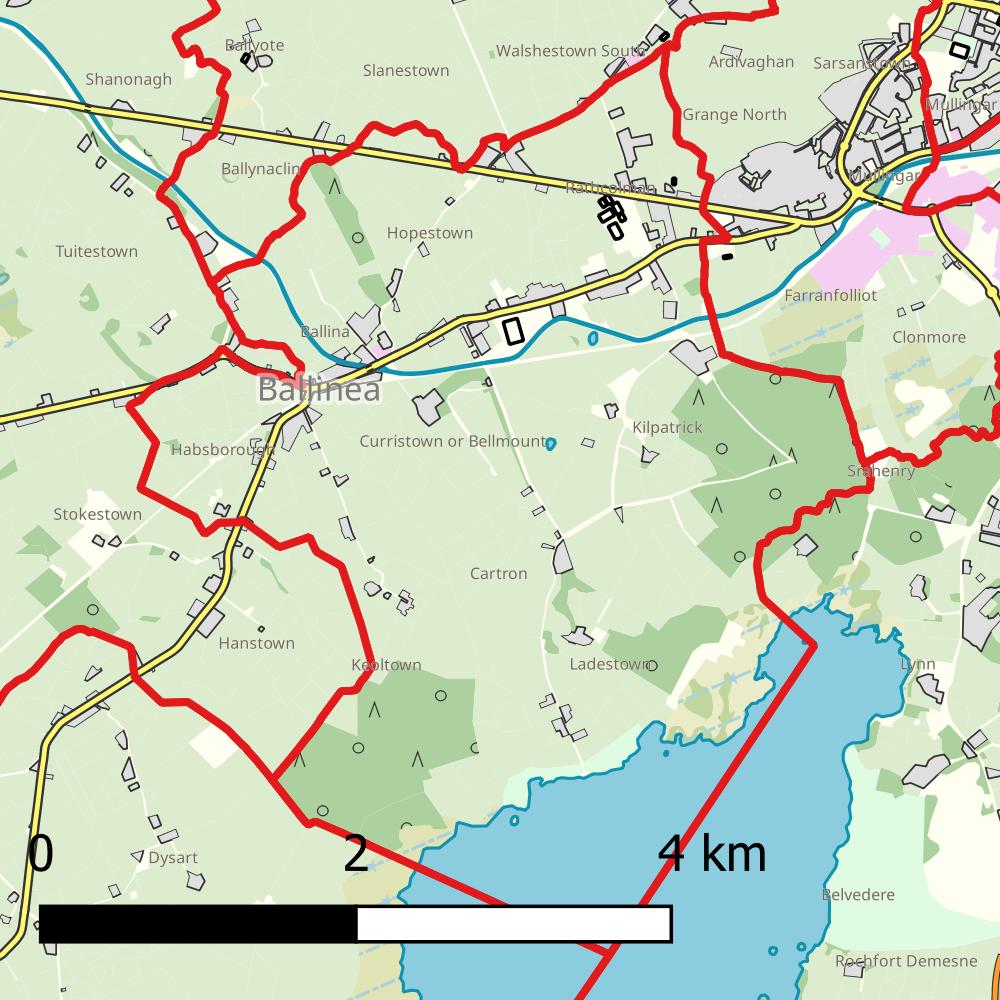 Ballyote
Walshestown South
Ardivaghan
Sarsanstown
Slanestown
Shanonagh
Mullingar
Grange North
Ballynaclin
Mullingar
Rathcolman
Hopestown
Tuitestown
Farranfolliot
Ballina
Clonmore
Ballinea
Kilpatrick
Curristown or Bellmount
Habsborough
Srahenry
Stokestown
Cartron
Hanstown
Keoltown
Ladestown
Lynn
0 2 4 km
Dysart
Belvedere
Rochfort Demesne